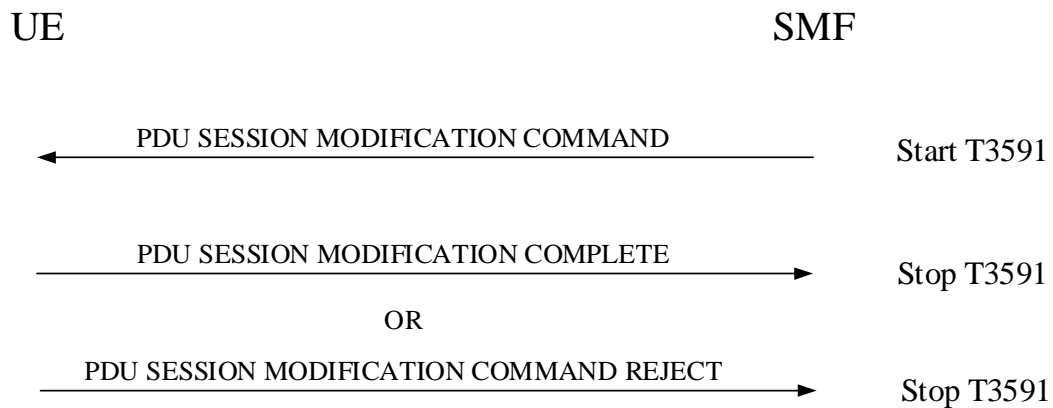 UE SMF
PDU SESSION MODIFICATION COMMAND Start T3591
PDU SESSION MODIFICATION COMPLETE Stop T3591
OR
PDU SESSION MODIFICATION COMMAND REJECT Stop T3591